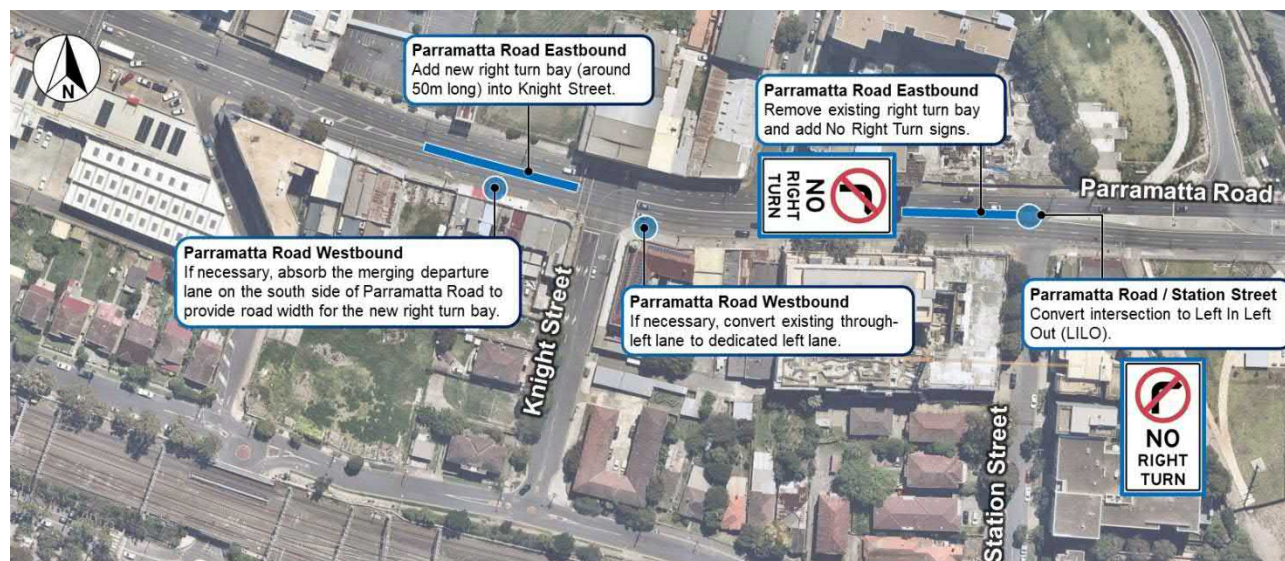 N
Parramatta Road Eastbound
Add new right turn bay (around
50m long) into Knight Street.
Parramatta Road Eastbound
Remove existing right turn bay
and add No Right Turn signs.
NO
RIGHT
TURN
Parramatta Road
Parramatta Road Westbound
If necessary, absorb the merging departure
lane on the south side of Parramatta Road to
provide road width for the new right turn bay.
Knight Street
Parramatta Road Westbound
If necessary, convert existing through-
left lane to dedicated left lane.
Parramatta Road / Station Street
Convert intersection to Left In Left
Out (LILO).
Station Street
NO
RIGHT
TURN